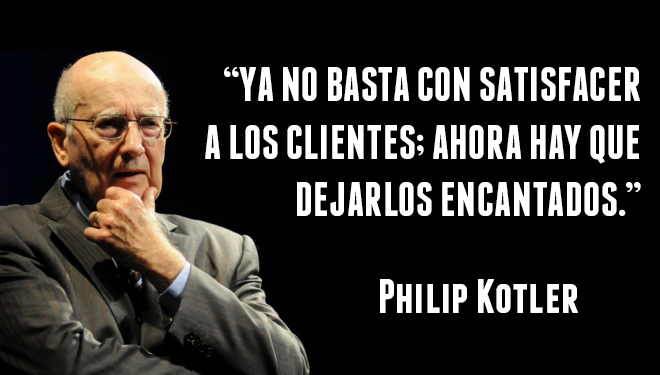 “YA NO BASTA CON SATISFACER
A LOS CLIENTES; AHORA HAY QUE
DEJARLOS ENCANTADOS.”
PHILIP KOTLER